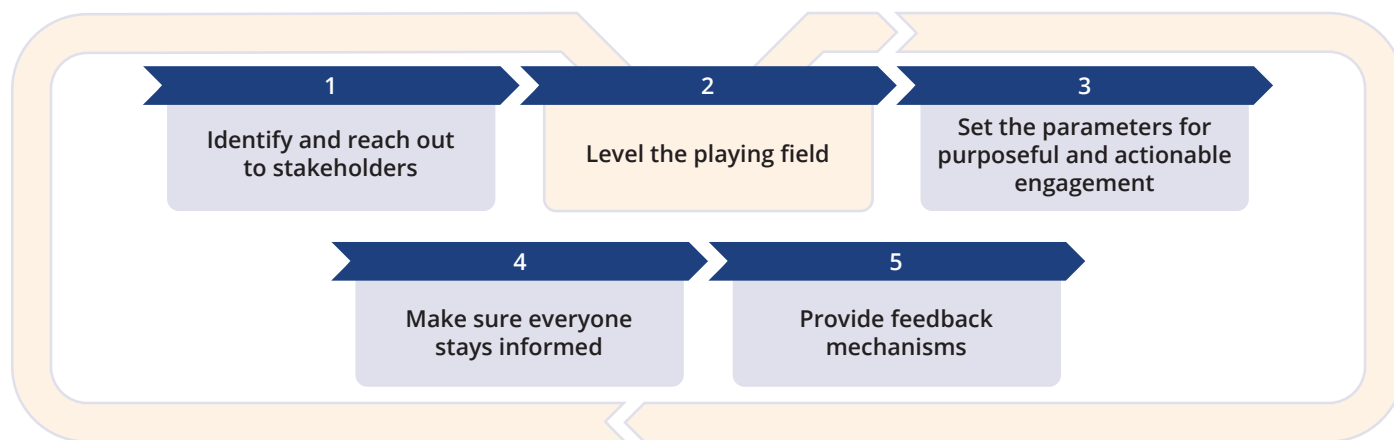 1
Identify and reach out
to stakeholders
2
Level the playing field
3
Set the parameters for
purposeful and actionable
engagement
4
Make sure everyone
stays informed
5
Provide feedback
mechanisms